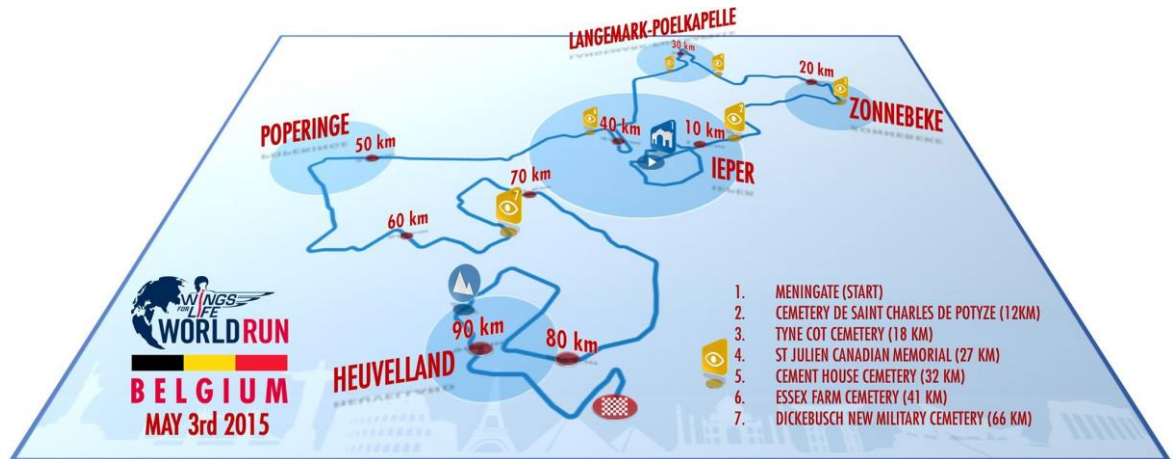 LANGEMARK-POELKAPELLE
30 km
20 km
ZONNEBEKE
POPERINGE
50 km
40 km
10 km
IEPER
70 km
60 km
90 km
80 km
HEUVELLAND
WINGS
FOR LIFE
WORLD RUN
BELGIUM
MAY 3rd 2015
1. MENINGATE (START)
2. CEMETERY DE SAINT CHARLES DE POTYZE (12KM)
3. TYNE COT CEMETERY (18 KM)
4. ST JULIEN CANADIAN MEMORIAL (27 KM)
5. CEMENT HOUSE CEMETERY (32 KM)
6. ESSEX FARM CEMETERY (41 KM)
7. DICKEBUSCH NEW MILITARY CEMETERY (66 KM)